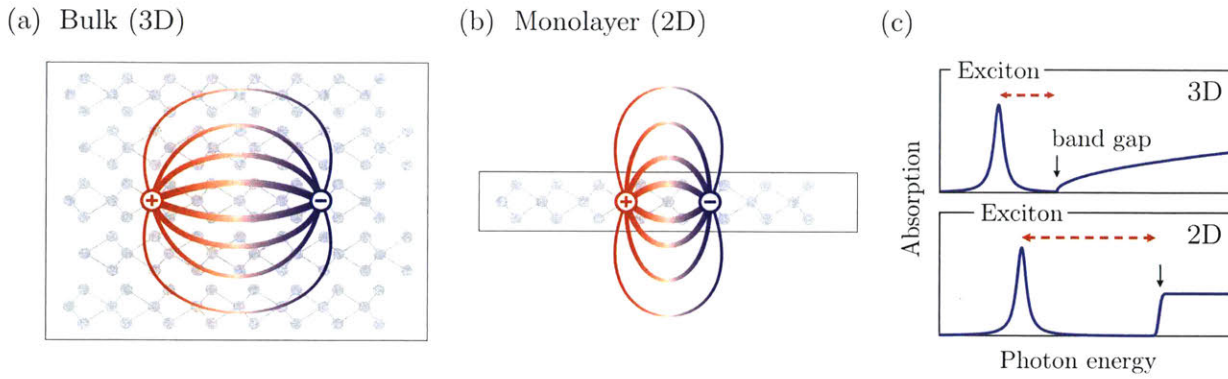 (a) Bulk (3D)
+
−
(b) Monolayer (2D)
+
−
(c)
Exciton
3D
band gap
Exciton
2D
Absorption
Photon energy